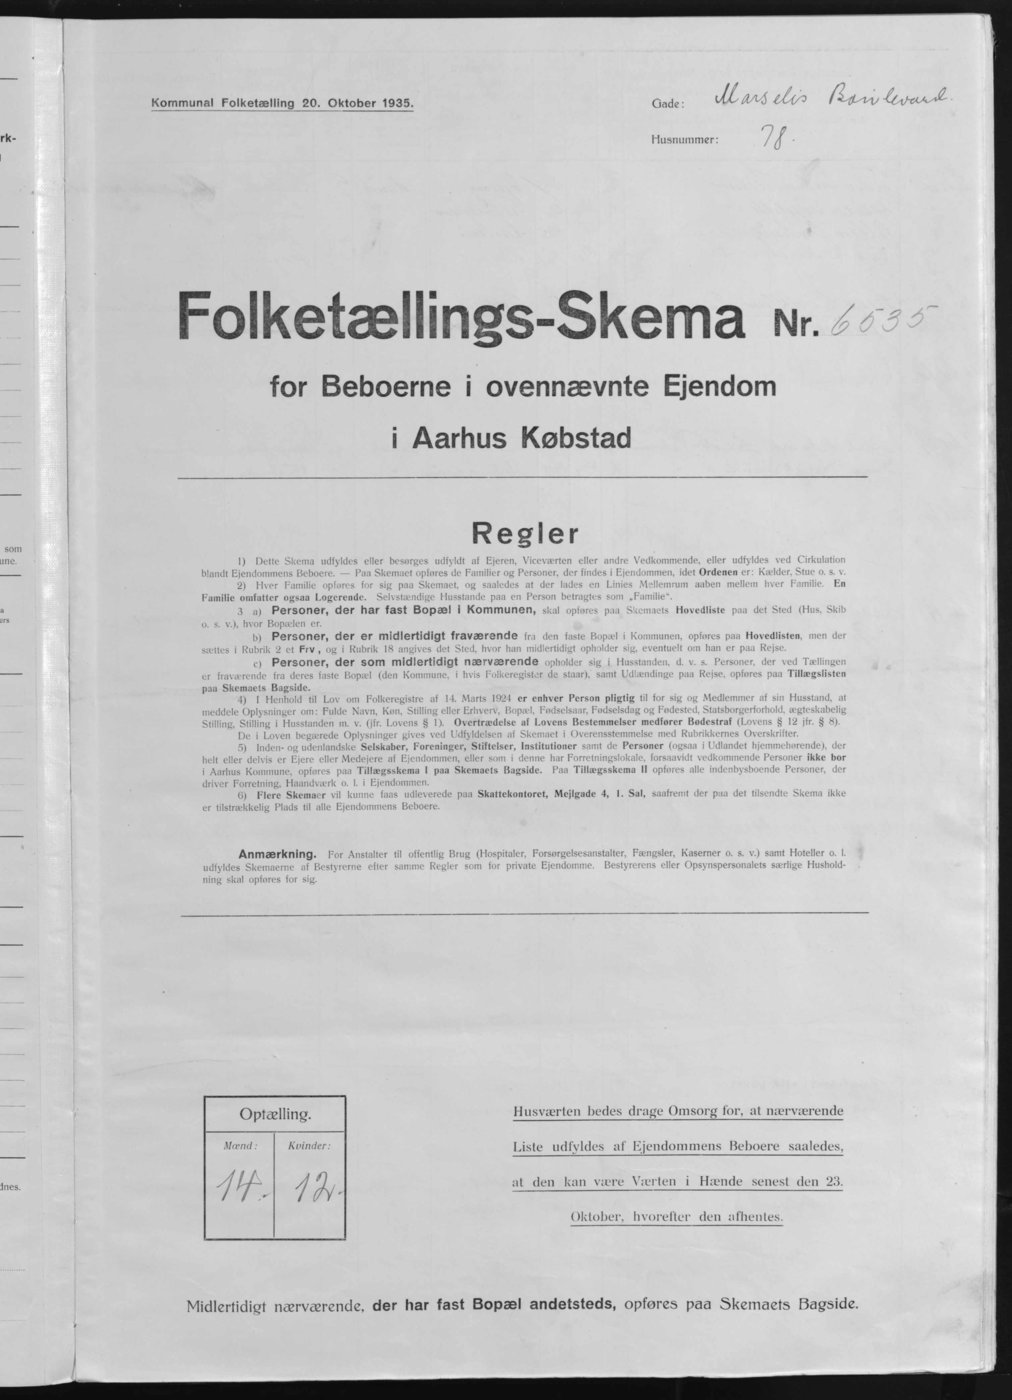 Kommunal Folketælling 20. Oktober 1935.
Gade: Marselis Boulevard.
Husnummer: 78.
Folketællings-Skema Nr. 6535
for Beboerne i ovennævnte Ejendom
i Aarhus Købstad
Regler
1) Dette Skema udfyldes eller besørges udfyldt af Ejeren, Viceværten eller andre Vedkommende, eller udfyldes ved Cirkulation
blandt Ejendommens Beboere. — Paa Skemaet opføres de Familier og Personer, der findes i Ejendommen, idet Ordenen er: Kælder, Stue o. s. v.
2) Hver Familie opføres for sig paa Skemaet, og saaledes at der lades en Linies Mellemrum aaben mellem hver Familie. En
Familie omfatter ogsaa Logerende. Selvstændige Husstande paa en Person betragtes som „Familie“.
3 a) Personer, der har fast Bopæl i Kommunen, skal opføres paa Skemaets Hovedliste paa det Sted (Hus, Skib
o. s. v.), hvor Bopælen er.
b) Personer, der er midlertidigt fraværende fra den faste Bopæl i Kommunen, opføres paa Hovedlisten, men der
sættes i Rubrik 2 et Frv , og i Rubrik 18 angives det Sted, hvor han midlertidigt opholder sig, eventuelt om han er paa Rejse.
c) Personer, der som midlertidigt nærværende opholder sig i Husstanden, d. v. s. Personer, der ved Tællingen
er fraværende fra deres faste Bopæl (den Kommune, i hvis Folkeregister de staar), samt Udlændinge paa Rejse, opføres paa Tillægslisten
paa Skemaets Bagside.
4) I Henhold til Lov om Folkeregistre af 14. Marts 1924 er enhver Person pligtig til for sig og Medlemmer af sin Husstand, at
meddele Oplysninger om: Fulde Navn, Køn, Stilling eller Erhverv, Bopæl, Fødselsaar, Fødselsdag og Fødested, Statsborgerforhold, ægteskabelig
Stilling, Stilling i Husstanden m. v. (jfr. Lovens § 1). Overtrædelse af Lovens Bestemmelser medfører Bødestraf (Lovens § 12 jfr. § 8).
De i Loven begærede Oplysninger gives ved Udfyldelsen af Skemaet i Overensstemmelse med Rubrikkernes Overskrifter.
5) Inden- og udenlandske Selskaber, Foreninger, Stiftelser, Institutioner samt de Personer (ogsaa i Udlandet hjemmehørende), der
helt eller delvis er Ejere eller Medejere af Ejendommen, eller som i denne har Forretningslokale, forsaavidt vedkommende Personer ikke bor
i Aarhus Kommune, opføres paa Tillægsskema I paa Skemaets Bagside. Paa Tillægsskema II opføres alle indenbysboende Personer, der
driver Forretning, Haandværk o. l. i Ejendommen.
6) Flere Skemaer vil kunne faas udleverede paa Skattekontoret, Mejlgade 4, 1. Sal, saafremt der paa det tilsendte Skema ikke
er tilstrækkelig Plads til alle Ejendommens Beboere.
Anmærkning. For Anstalter til offentlig Brug (Hospitaler, Forsørgelsesanstalter, Fængsler, Kaserner o. s. v.) samt Hoteller o. l.
udfyldes Skemaerne af Bestyrerne efter samme Regler som for private Ejendomme. Bestyrerens eller Opsynspersonalets særlige Hushold-
ning skal opføres for sig.
Optælling.
Mænd: Kvinder:
14.- 12.-
Husværten bedes drage Omsorg for, at nærværende
Liste udfyldes af Ejendommens Beboere saaledes,
at den kan være Værten i Hænde senest den 23.
Oktober, hvorefter den afhentes.
Midlertidigt nærværende, der har fast Bopæl andetsteds, opføres paa Skemaets Bagside.